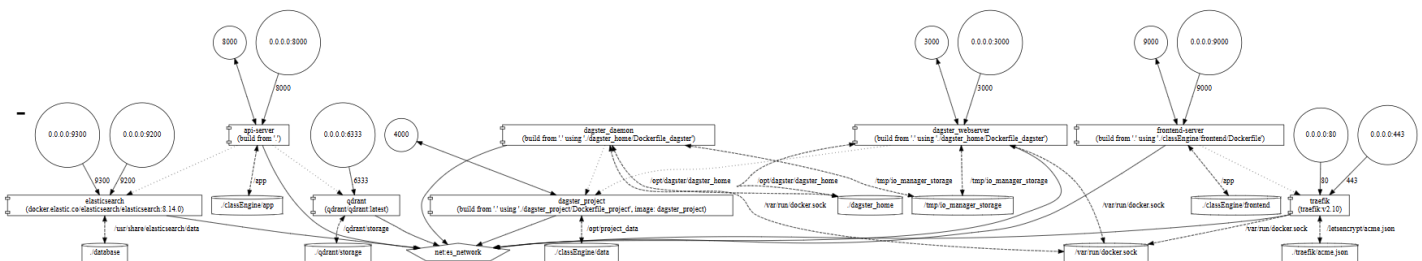 8000
0.0.0.0:8000
3000
0.0.0.0:3000
9000
0.0.0.0:9000
8000
3000
9000
0.0.0.0:9300
0.0.0.0:9200
api-server
(build from '.')
0.0.0.0:6333
4000
dagster_daemon
(build from '.' using './dagster_home/Dockerfile_dagster')
dagster_webserver
(build from '.' using './dagster_home/Dockerfile_dagster')
frontend-server
(build from '.' using './classEngine/frontend/Dockerfile')
0.0.0.0:80
0.0.0.0:443
9300
9200
/app
6333
/opt/dagster/dagster_home
/opt/dagster/dagster_home
/tmp/io_manager_storage
/tmp/io_manager_storage
/app
80
443
elasticsearch
(docker.elastic.co/elasticsearch/elasticsearch:8.14.0)
./classEngine/app
qdrant
(qdrant/qdrant:latest)
dagster_project
(build from '.' using './dagster_project/Dockerfile_project', image: dagster_project)
/var/run/docker.sock
./dagster_home
/tmp/io_manager_storage
/var/run/docker.sock
./classEngine/frontend
traefik
(traefik:v2.10)
/usr/share/elasticsearch/data
/qdrant/storage
/opt/project_data
/var/run/docker.sock
/letsencrypt/acme.json
./database
./qdrant/storage
net:es_network
./classEngine/data
/var/run/docker.sock
./traefik/acme.json